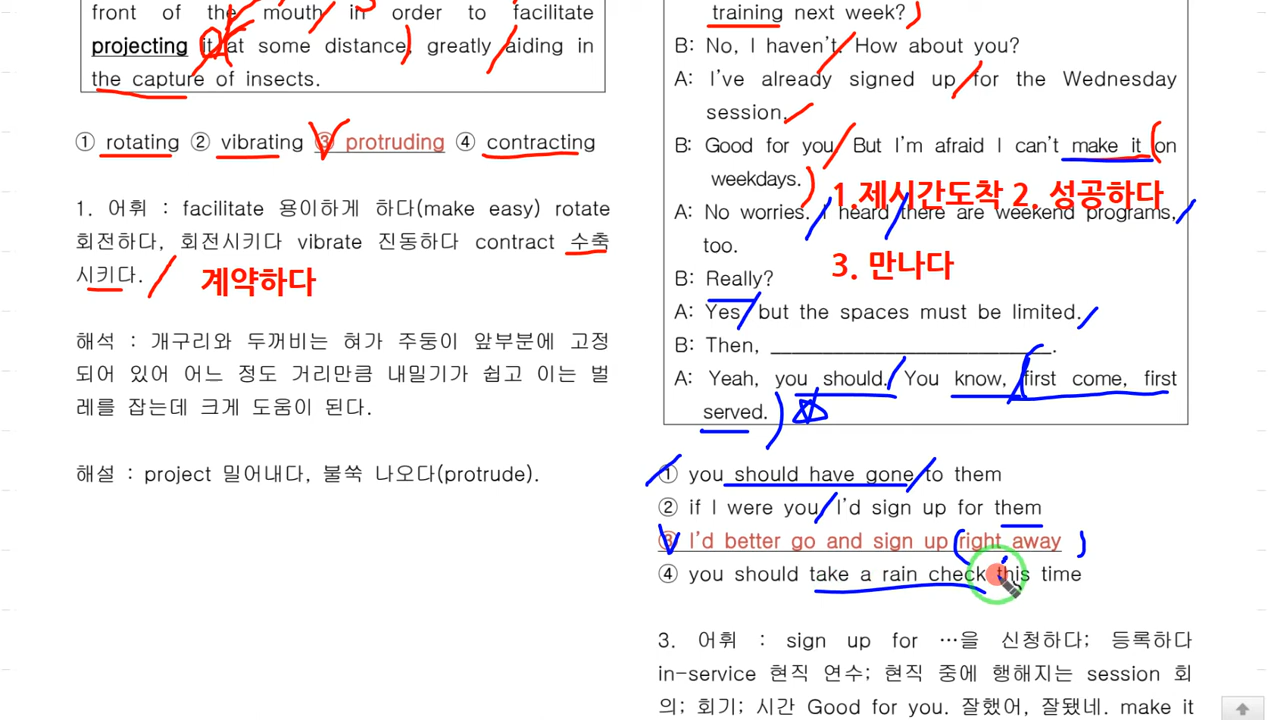 front of the mouth in order to facilitate
projecting it at some distance, greatly aiding in
the capture of insects.
① rotating ② vibrating ③ protruding ④ contracting
1. 어휘 : facilitate 용이하게 하다(make easy) rotate
회전하다, 회전시키다 vibrate 진동하다 contract 수축
시키다.
계약하다
해석 : 개구리와 두꺼비는 혀가 주둥이 앞부분에 고정
되어 있어 어느 정도 거리만큼 내밀기가 쉽고 이는 벌
레를 잡는데 크게 도움이 된다.
해설 : project 밀어내다, 불쑥 나오다(protrude).
training next week?
B: No, I haven't. How about you?
A: I've already signed up for the Wednesday
session.
B: Good for you. But I'm afraid I can't make it on
weekdays.
1.제시간도착 2. 성공하다
A: No worries. I heard there are weekend programs,
too.
3. 만나다
B: Really?
A: Yes, but the spaces must be limited.
B: Then, ____________________________.
A: Yeah, you should. You know, first come, first
served.
① you should have gone to them
② if I were you, I'd sign up for them
③ I'd better go and sign up right away
④ you should take a rain check this time
3. 어휘 : sign up for …을 신청하다; 등록하다
in-service 현직 연수; 현직 중에 행해지는 session 회
의; 회기; 시간 Good for you. 잘했어, 잘됐네. make it